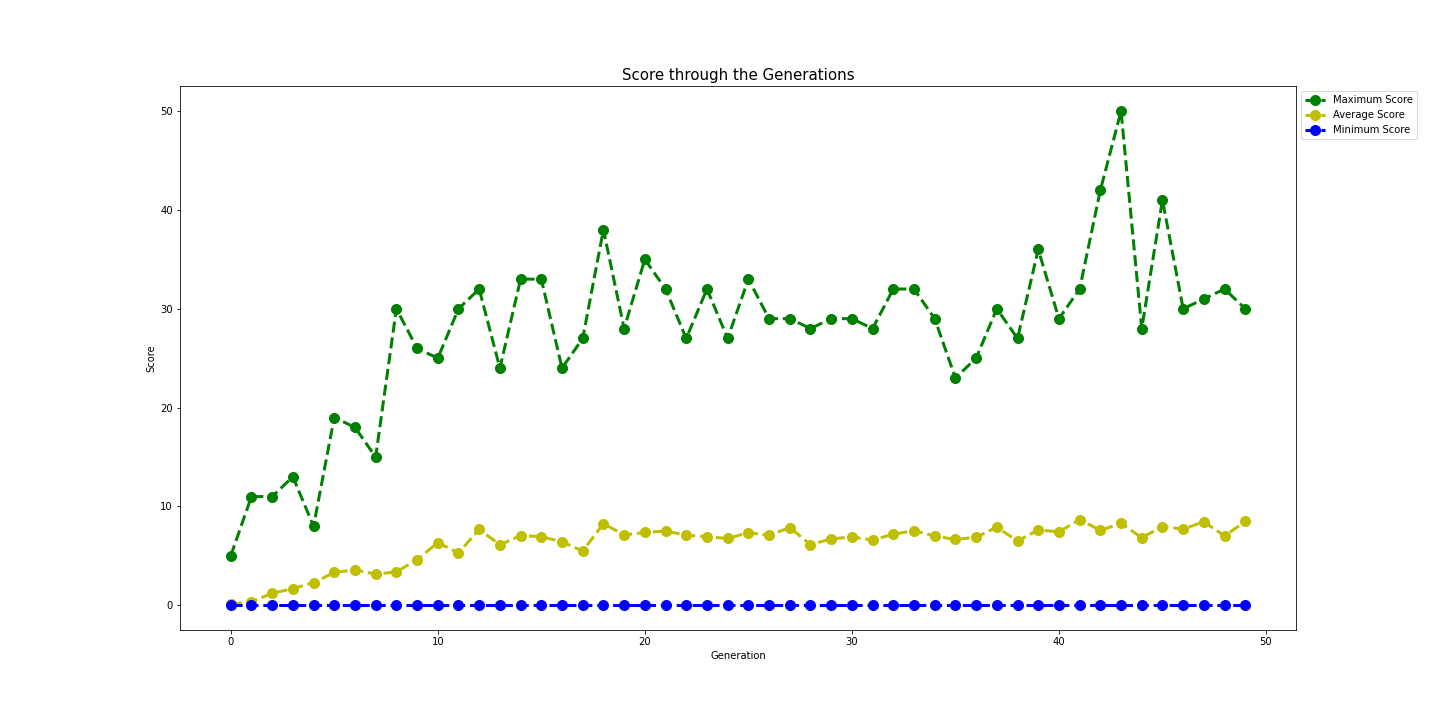 Score through the Generations
Maximum Score
Average Score
Minimum Score
50
40
30
20
10
0
Score
0
10
20
30
40
50
Generation